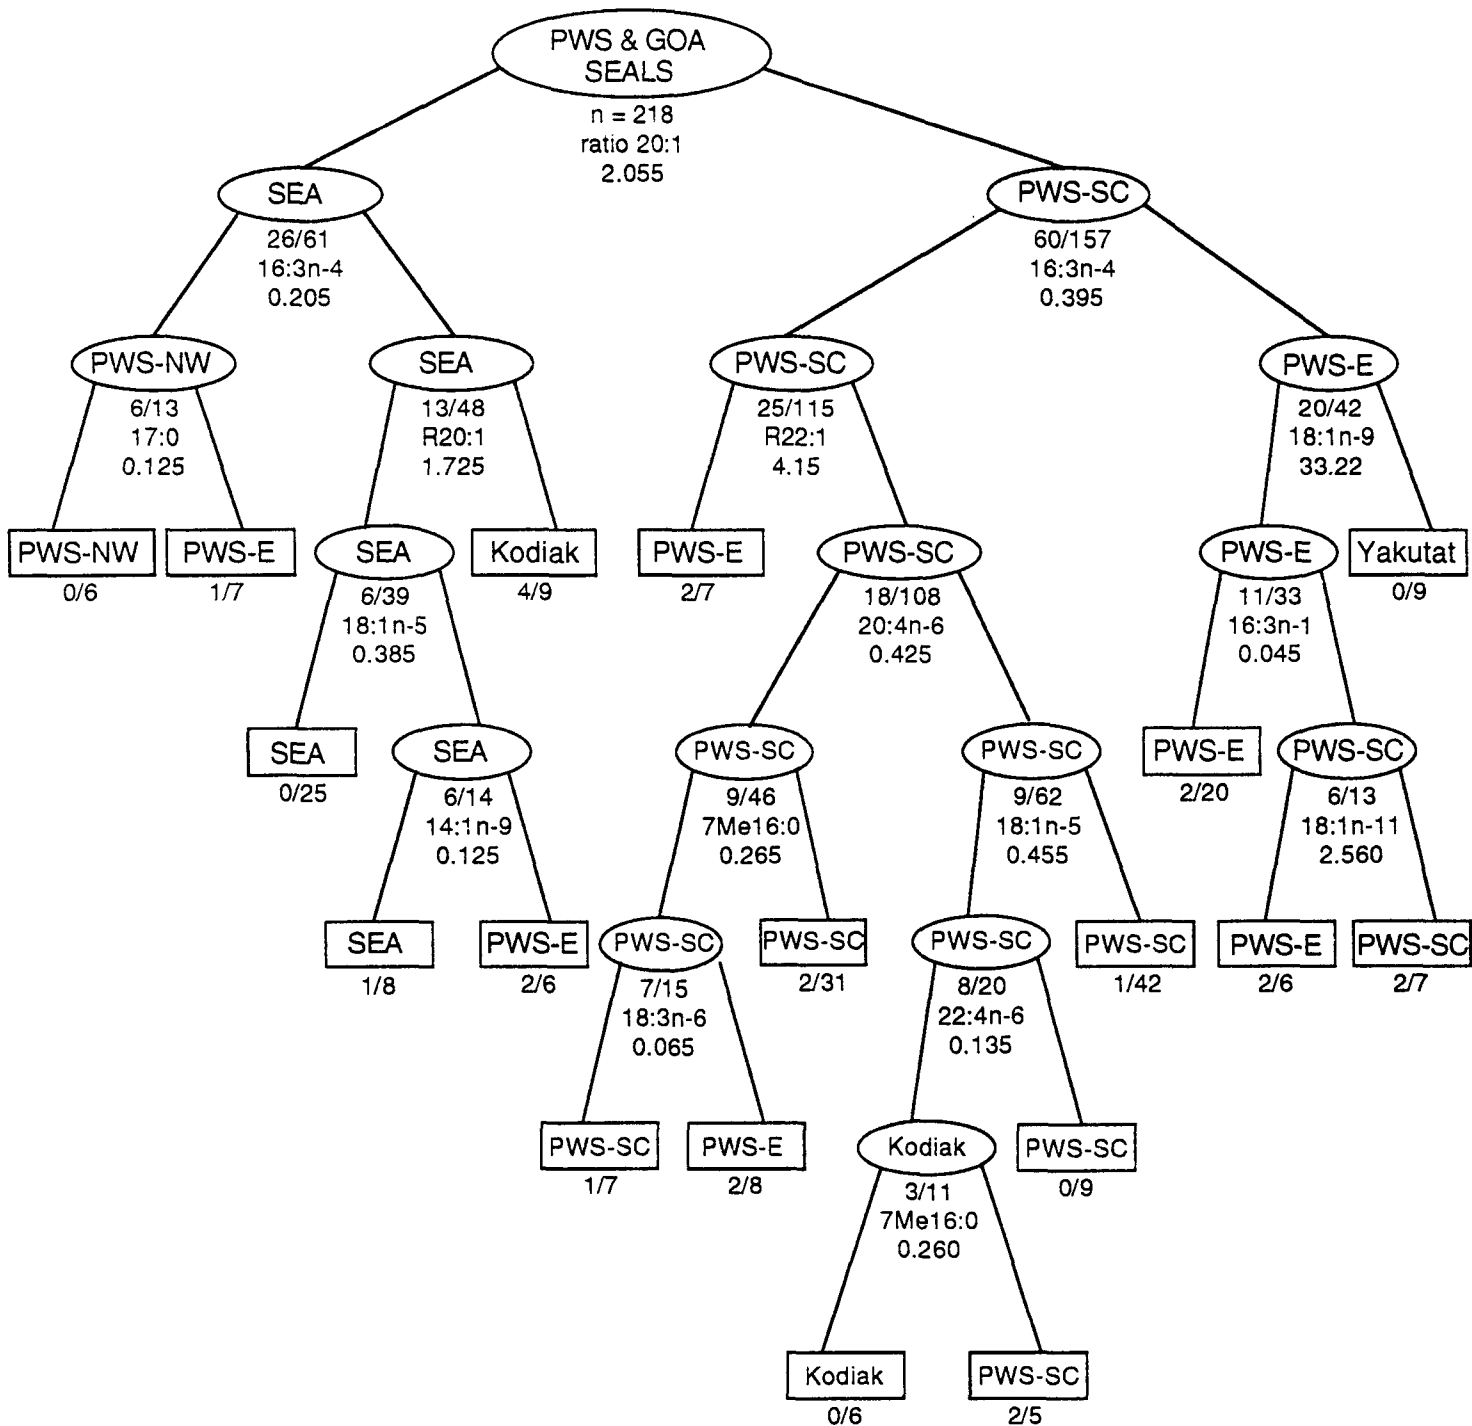 PWS & GOA
SEALS
n = 218
ratio 20:1
2.055
SEA
26/61
16:3n-4
0.205
PWS-SC
60/157
16:3n-4
0.395
PWS-NW
6/13
17:0
0.125
SEA
13/48
R20:1
1.725
PWS-SC
25/115
R22:1
4.15
PWS-E
20/42
18:1n-9
33.22
PWS-NW
0/6
PWS-E
1/7
SEA
6/39
18:1n-5
0.385
Kodiak
4/9
PWS-E
2/7
PWS-SC
18/108
20:4n-6
0.425
PWS-E
11/33
16:3n-1
0.045
Yakutat
0/9
SEA
0/25
SEA
6/14
14:1n-9
0.125
PWS-SC
9/46
7Me16:0
0.265
PWS-SC
9/62
18:1n-5
0.455
PWS-E
2/20
PWS-SC
6/13
18:1n-11
2.560
SEA
1/8
PWS-E
2/6
PWS-SC
7/15
18:3n-6
0.065
PWS-SC
2/31
PWS-SC
8/20
22:4n-6
0.135
PWS-SC
1/42
PWS-E
2/6
PWS-SC
2/7
PWS-SC
1/7
PWS-E
2/8
Kodiak
3/11
7Me16:0
0.260
PWS-SC
0/9
Kodiak
0/6
PWS-SC
2/5